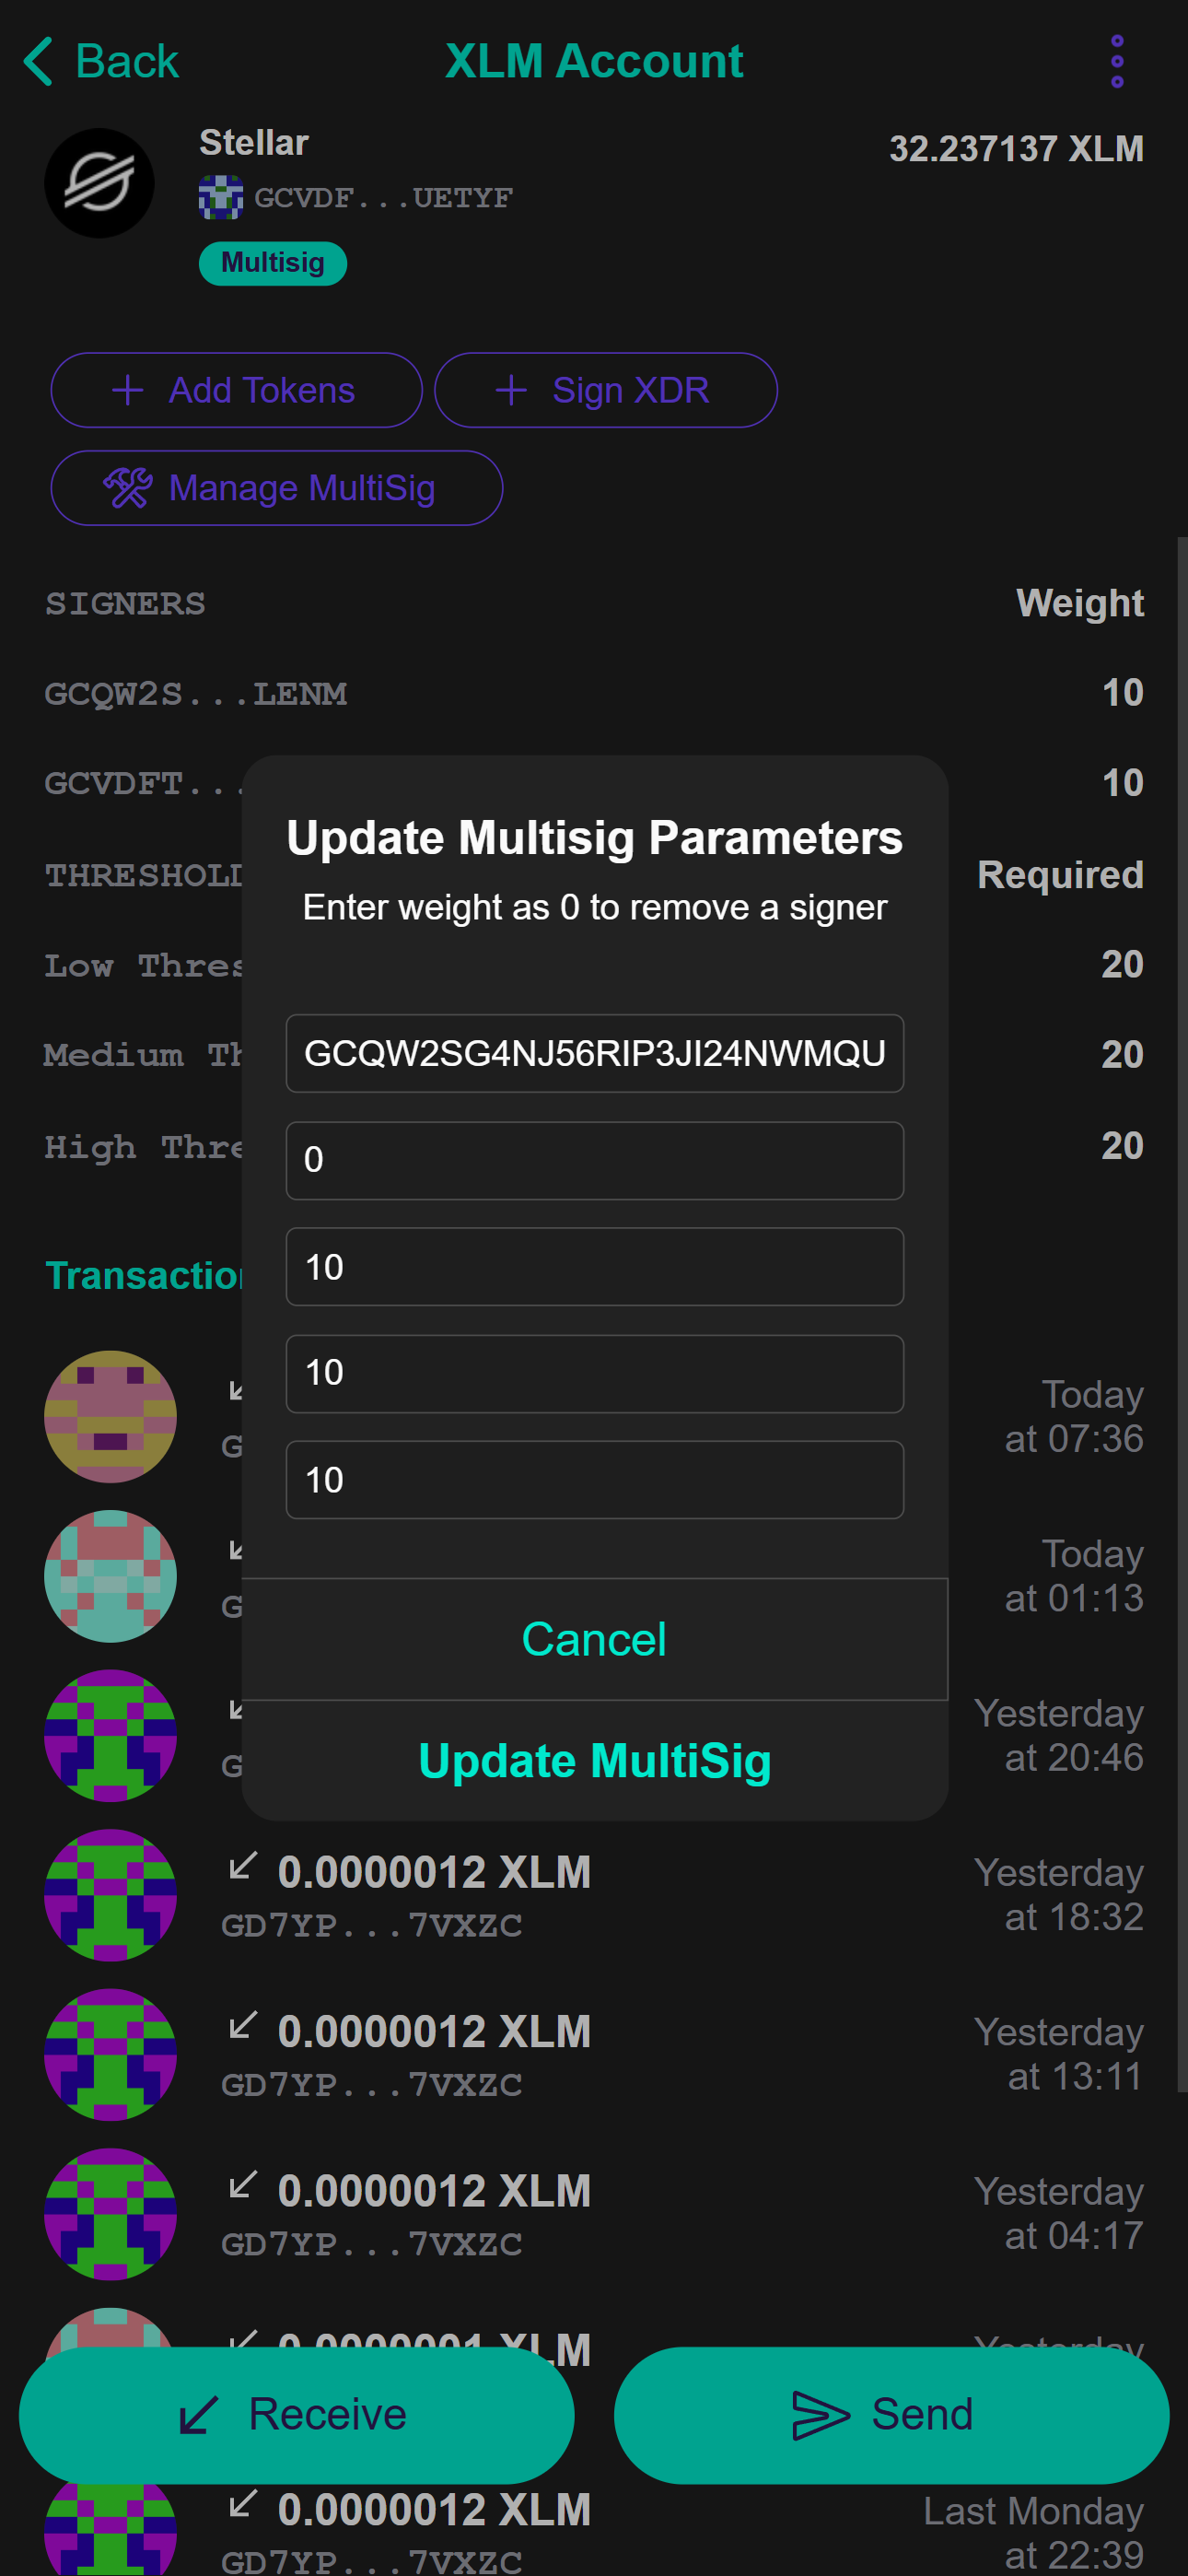 Back
XLM Account
Stellar
32.237137 XLM
GCVDF...UETYF
Multisig
Add Tokens
Sign XDR
Manage MultiSig
SIGNERS
Weight
GCQW2S...LENM
10
GCVDFT...
10
Update Multisig Parameters
THRESHOLD
Required
Enter weight as 0 to remove a signer
Low Thres
20
GCQW2SG4NJ56RIP3JI24NWMQU
Medium Th
20
High Thre
20
0
10
Transaction
10
10
Today
at 07:36
Today
at 01:13
Cancel
Yesterday
at 20:46
Update MultiSig
0.0000012 XLM
GD7YP...7VXZC
Yesterday
at 18:32
0.0000012 XLM
GD7YP...7VXZC
Yesterday
at 13:11
0.0000012 XLM
GD7YP...7VXZC
Yesterday
at 04:17
0.0000001 XLM
Yesterday
Receive
Send
0.0000012 XLM
GD7YP...7VXZC
Last Monday
at 22:39